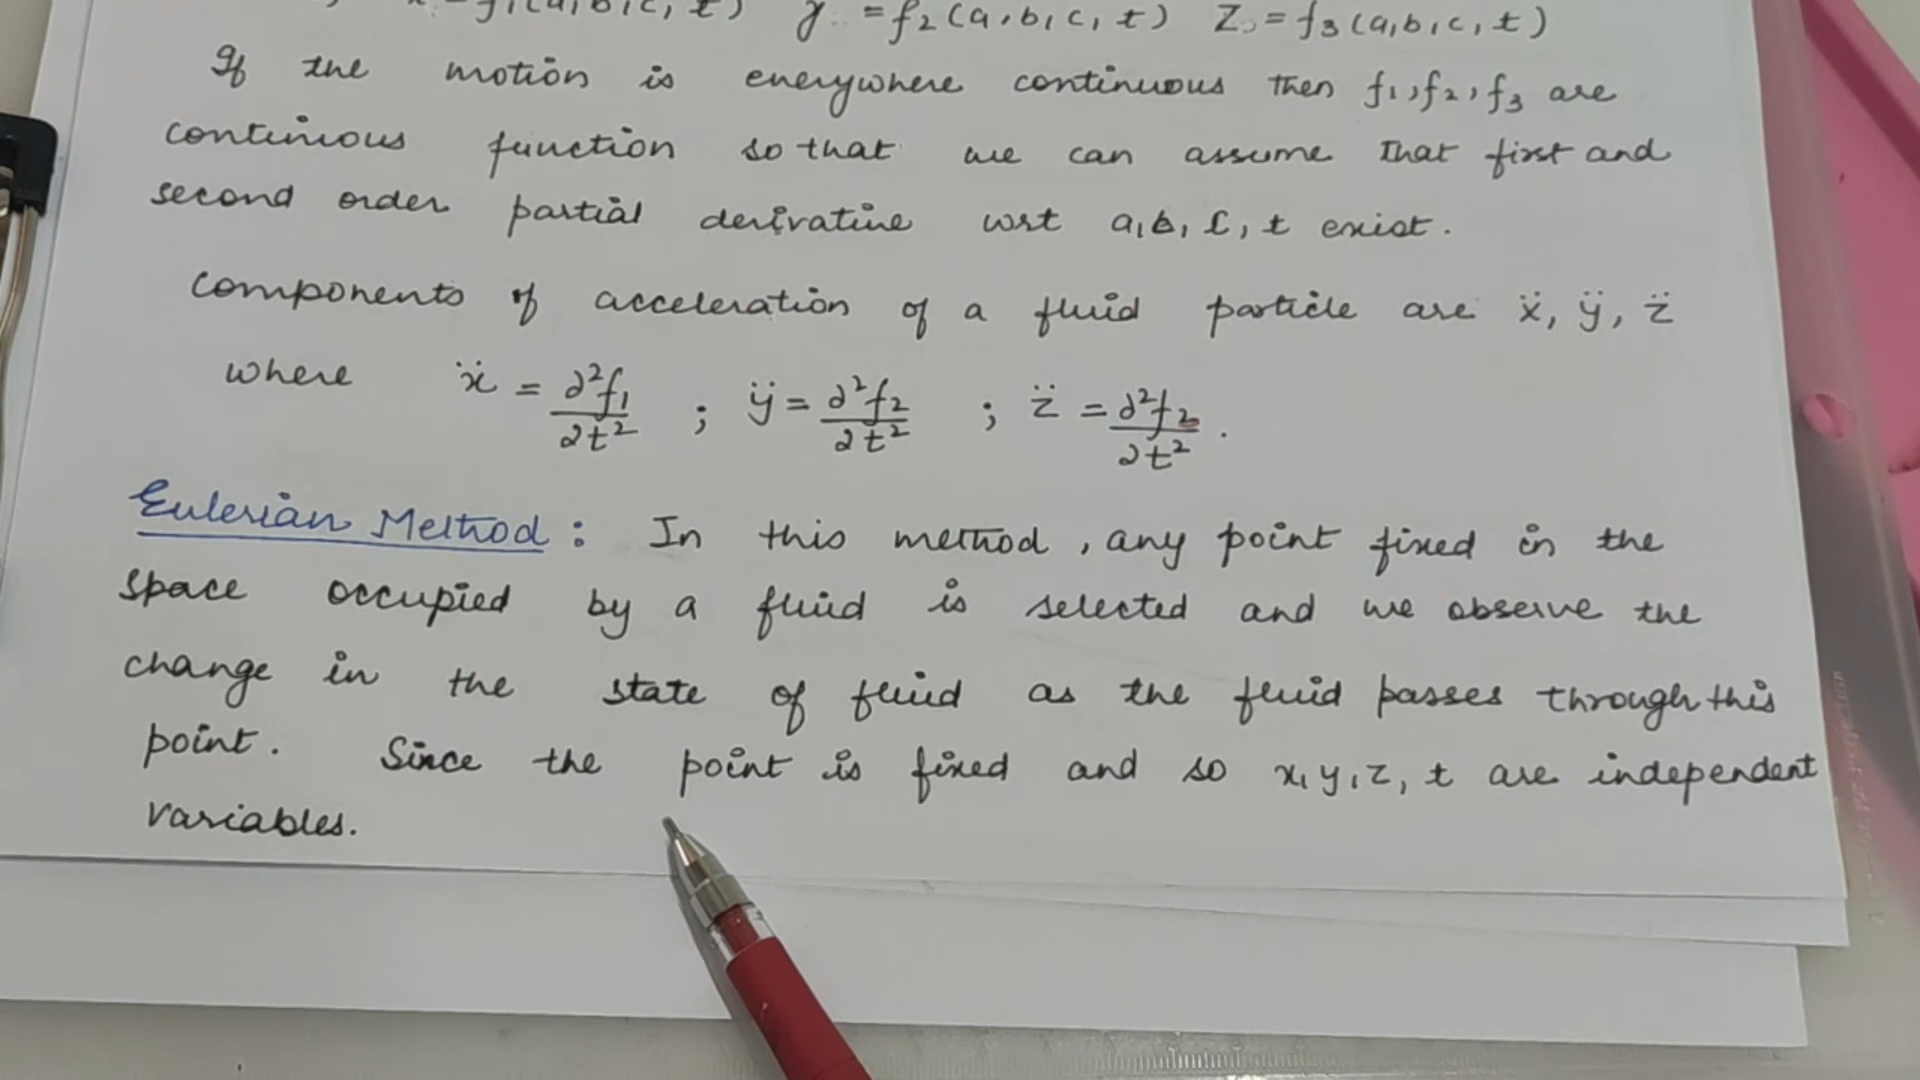 = f1(a,b,c,t) y = f2(a,b,c,t) z = f3(a,b,c,t)
If the motion is everywhere continuous then f1, f2, f3 are
continious function so that we can assume that first and
second order partial derivative wrt a, b, c, t exist.
components of acceleration of a fluid particle are ẍ, ÿ, z̈
where ẍ = ∂²f1/∂t² ; ÿ = ∂²f2/∂t² ; z̈ = ∂²f2/∂t² .
Eulerian Method : In this method, any point fixed in the
space occupied by a fluid is selected and we observe the
change in the state of fluid as the fluid passes through this
point. Since the point is fixed and so x, y, z, t are independent
variables.